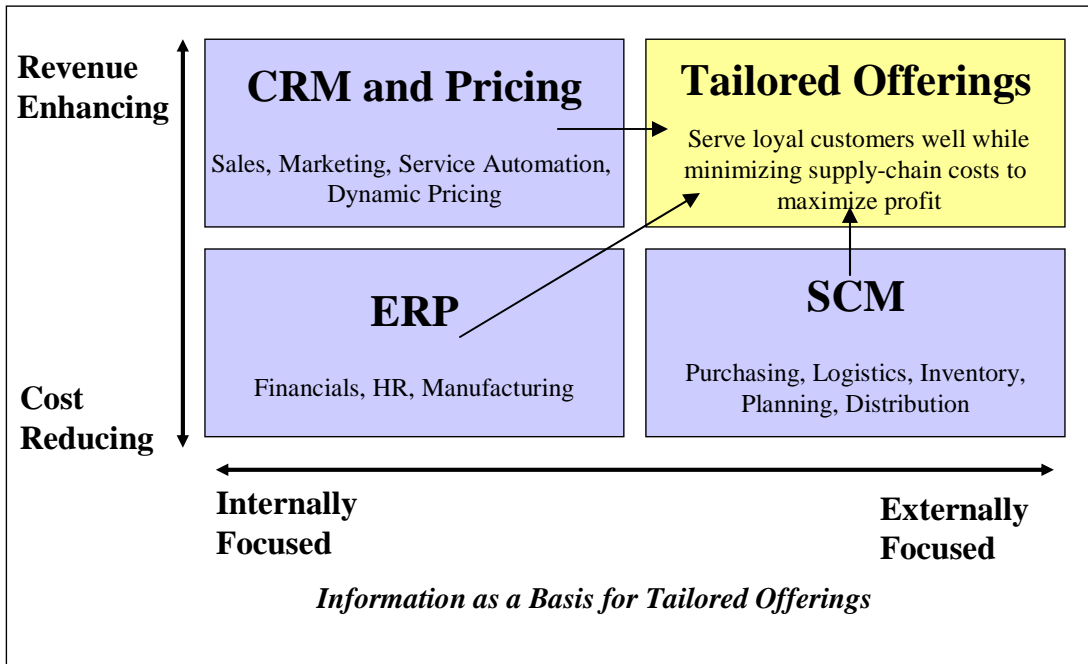 Revenue
Enhancing
CRM and Pricing
Sales, Marketing, Service Automation,
Dynamic Pricing
Tailored Offerings
Serve loyal customers well while
minimizing supply-chain costs to
maximize profit
ERP
Financials, HR, Manufacturing
SCM
Purchasing, Logistics, Inventory,
Planning, Distribution
Cost
Reducing
Internally
Focused
Externally
Focused
Information as a Basis for Tailored Offerings